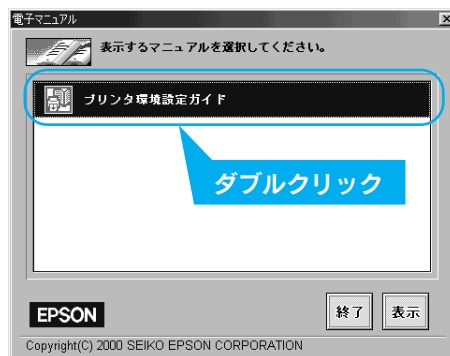 電子マニュアル
表示するマニュアルを選択してください。
プリンタ環境設定ガイド
ダブルクリック
EPSON
終了
表示
Copyright(C) 2000 SEIKO EPSON CORPORATION